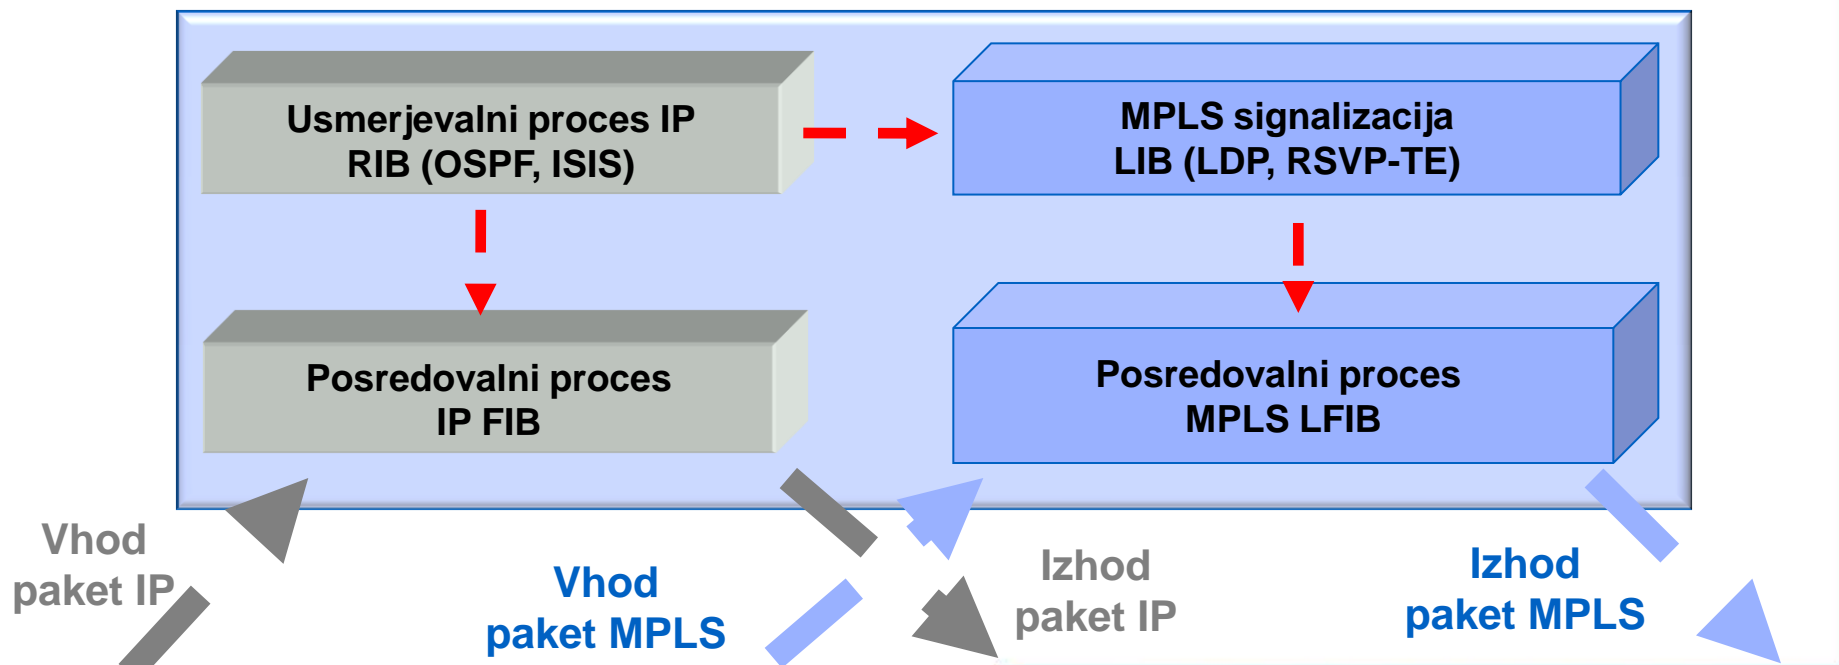 Usmerjevalni proces IP
RIB (OSPF, ISIS)
MPLS signalizacija
LIB (LDP, RSVP-TE)
Posredovalni proces
IP FIB
Posredovalni proces
MPLS LFIB
Vhod
paket IP
Vhod
paket MPLS
Izhod
paket IP
Izhod
paket MPLS